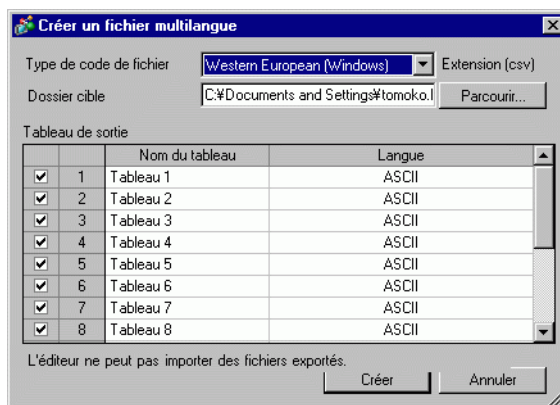 Créer un fichier multilangue
Type de code de fichier Western European (Windows) Extension (csv)
Dossier cible C:¥Documents and Settings¥tomoko.l Parcourir...
Tableau de sortie
Nom du tableau Langue
1 Tableau 1 ASCII
2 Tableau 2 ASCII
3 Tableau 3 ASCII
4 Tableau 4 ASCII
5 Tableau 5 ASCII
6 Tableau 6 ASCII
7 Tableau 7 ASCII
8 Tableau 8 ASCII
L'éditeur ne peut pas importer des fichiers exportés.
Créer Annuler